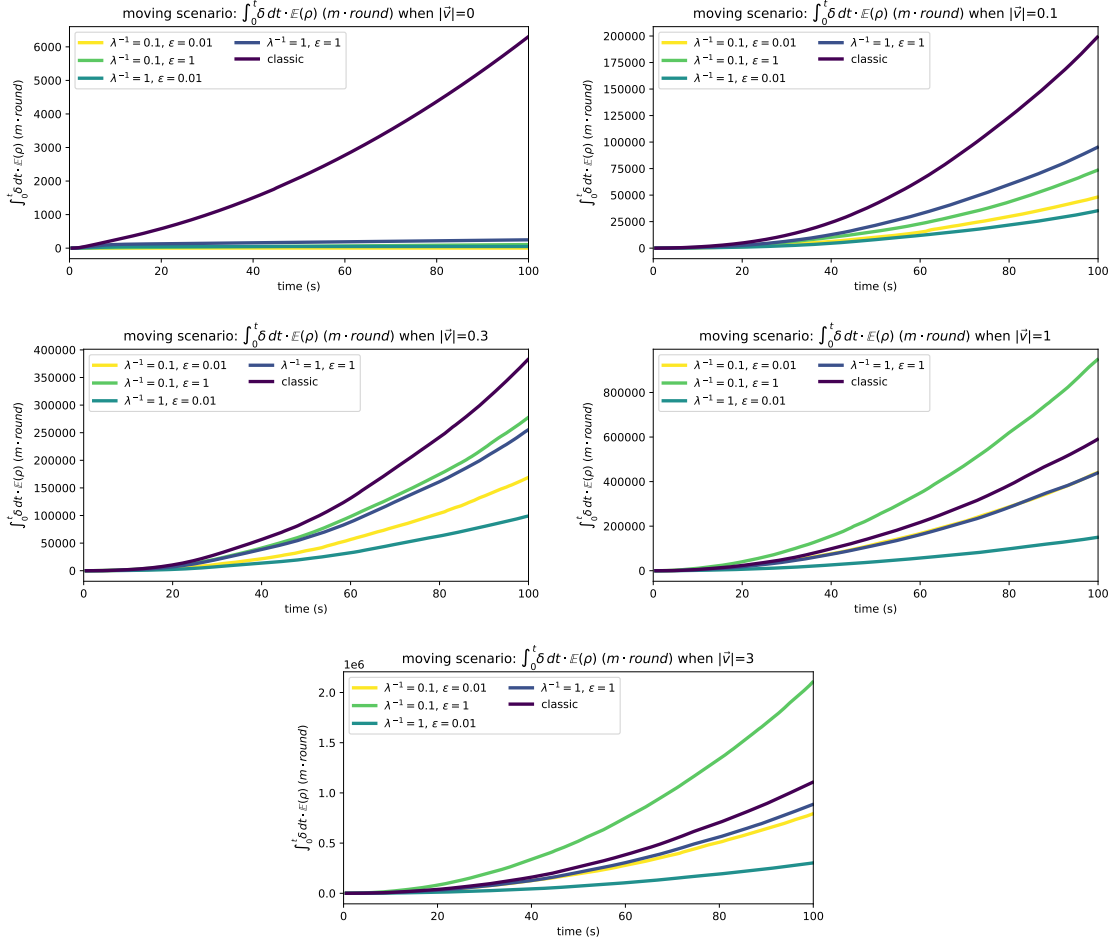 moving scenario: ∫₀ᵗδ dt · 𝔼(ρ) (m · round) when |v⃗|=0
∫₀ᵗδ dt · 𝔼(ρ) (m · round)
6000
5000
4000
3000
2000
1000
0
λ⁻¹ = 0.1, ε = 0.01
λ⁻¹ = 0.1, ε = 1
λ⁻¹ = 1, ε = 0.01
λ⁻¹ = 1, ε = 1
classic
0 20 40 60 80 100
time (s)
moving scenario: ∫₀ᵗδ dt · 𝔼(ρ) (m · round) when |v⃗|=0.1
∫₀ᵗδ dt · 𝔼(ρ) (m · round)
200000
175000
150000
125000
100000
75000
50000
25000
0
λ⁻¹ = 0.1, ε = 0.01
λ⁻¹ = 0.1, ε = 1
λ⁻¹ = 1, ε = 0.01
λ⁻¹ = 1, ε = 1
classic
0 20 40 60 80 100
time (s)
moving scenario: ∫₀ᵗδ dt · 𝔼(ρ) (m · round) when |v⃗|=0.3
∫₀ᵗδ dt · 𝔼(ρ) (m · round)
400000
350000
300000
250000
200000
150000
100000
50000
0
λ⁻¹ = 0.1, ε = 0.01
λ⁻¹ = 0.1, ε = 1
λ⁻¹ = 1, ε = 0.01
λ⁻¹ = 1, ε = 1
classic
0 20 40 60 80 100
time (s)
moving scenario: ∫₀ᵗδ dt · 𝔼(ρ) (m · round) when |v⃗|=1
∫₀ᵗδ dt · 𝔼(ρ) (m · round)
800000
600000
400000
200000
0
λ⁻¹ = 0.1, ε = 0.01
λ⁻¹ = 0.1, ε = 1
λ⁻¹ = 1, ε = 0.01
λ⁻¹ = 1, ε = 1
classic
0 20 40 60 80 100
time (s)
moving scenario: ∫₀ᵗδ dt · 𝔼(ρ) (m · round) when |v⃗|=3
1e6
∫₀ᵗδ dt · 𝔼(ρ) (m · round)
2.0
1.5
1.0
0.5
0.0
λ⁻¹ = 0.1, ε = 0.01
λ⁻¹ = 0.1, ε = 1
λ⁻¹ = 1, ε = 0.01
λ⁻¹ = 1, ε = 1
classic
0 20 40 60 80 100
time (s)